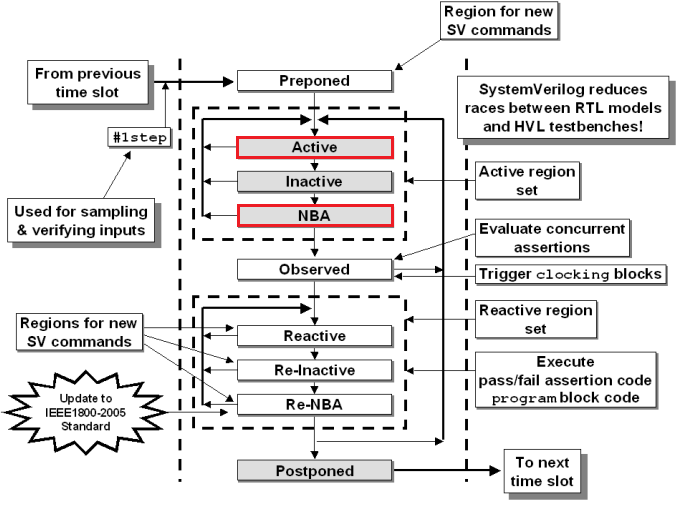 Region for new
SV commands
From previous
time slot
Preponed
SystemVerilog reduces
races between RTL models
and HVL testbenches!
#1step
Active
Inactive
Active region
set
Used for sampling
& verifying inputs
NBA
Evaluate concurrent
assertions
Observed
Trigger clocking blocks
Regions for new
SV commands
Reactive region
set
Reactive
Re-Inactive
Execute
pass/fail assertion code
program block code
Update to
IEEE1800-2005
Standard
Re-NBA
Postponed
To next
time slot